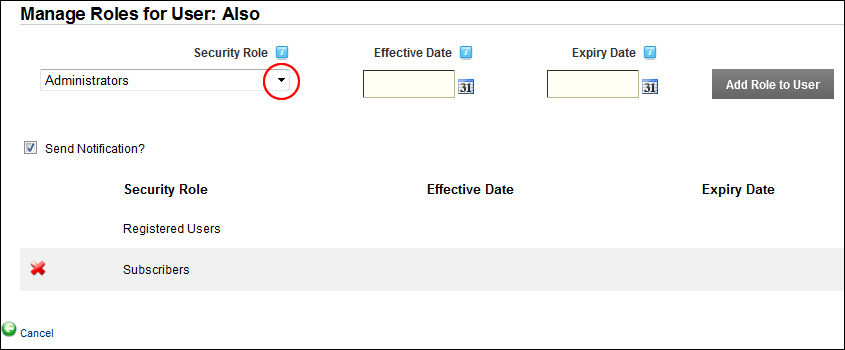 Manage Roles for User: Also
Security Role Effective Date Expiry Date
Administrators 31 31 Add Role to User
Send Notification?
Security Role Effective Date Expiry Date
Registered Users
Subscribers
Cancel